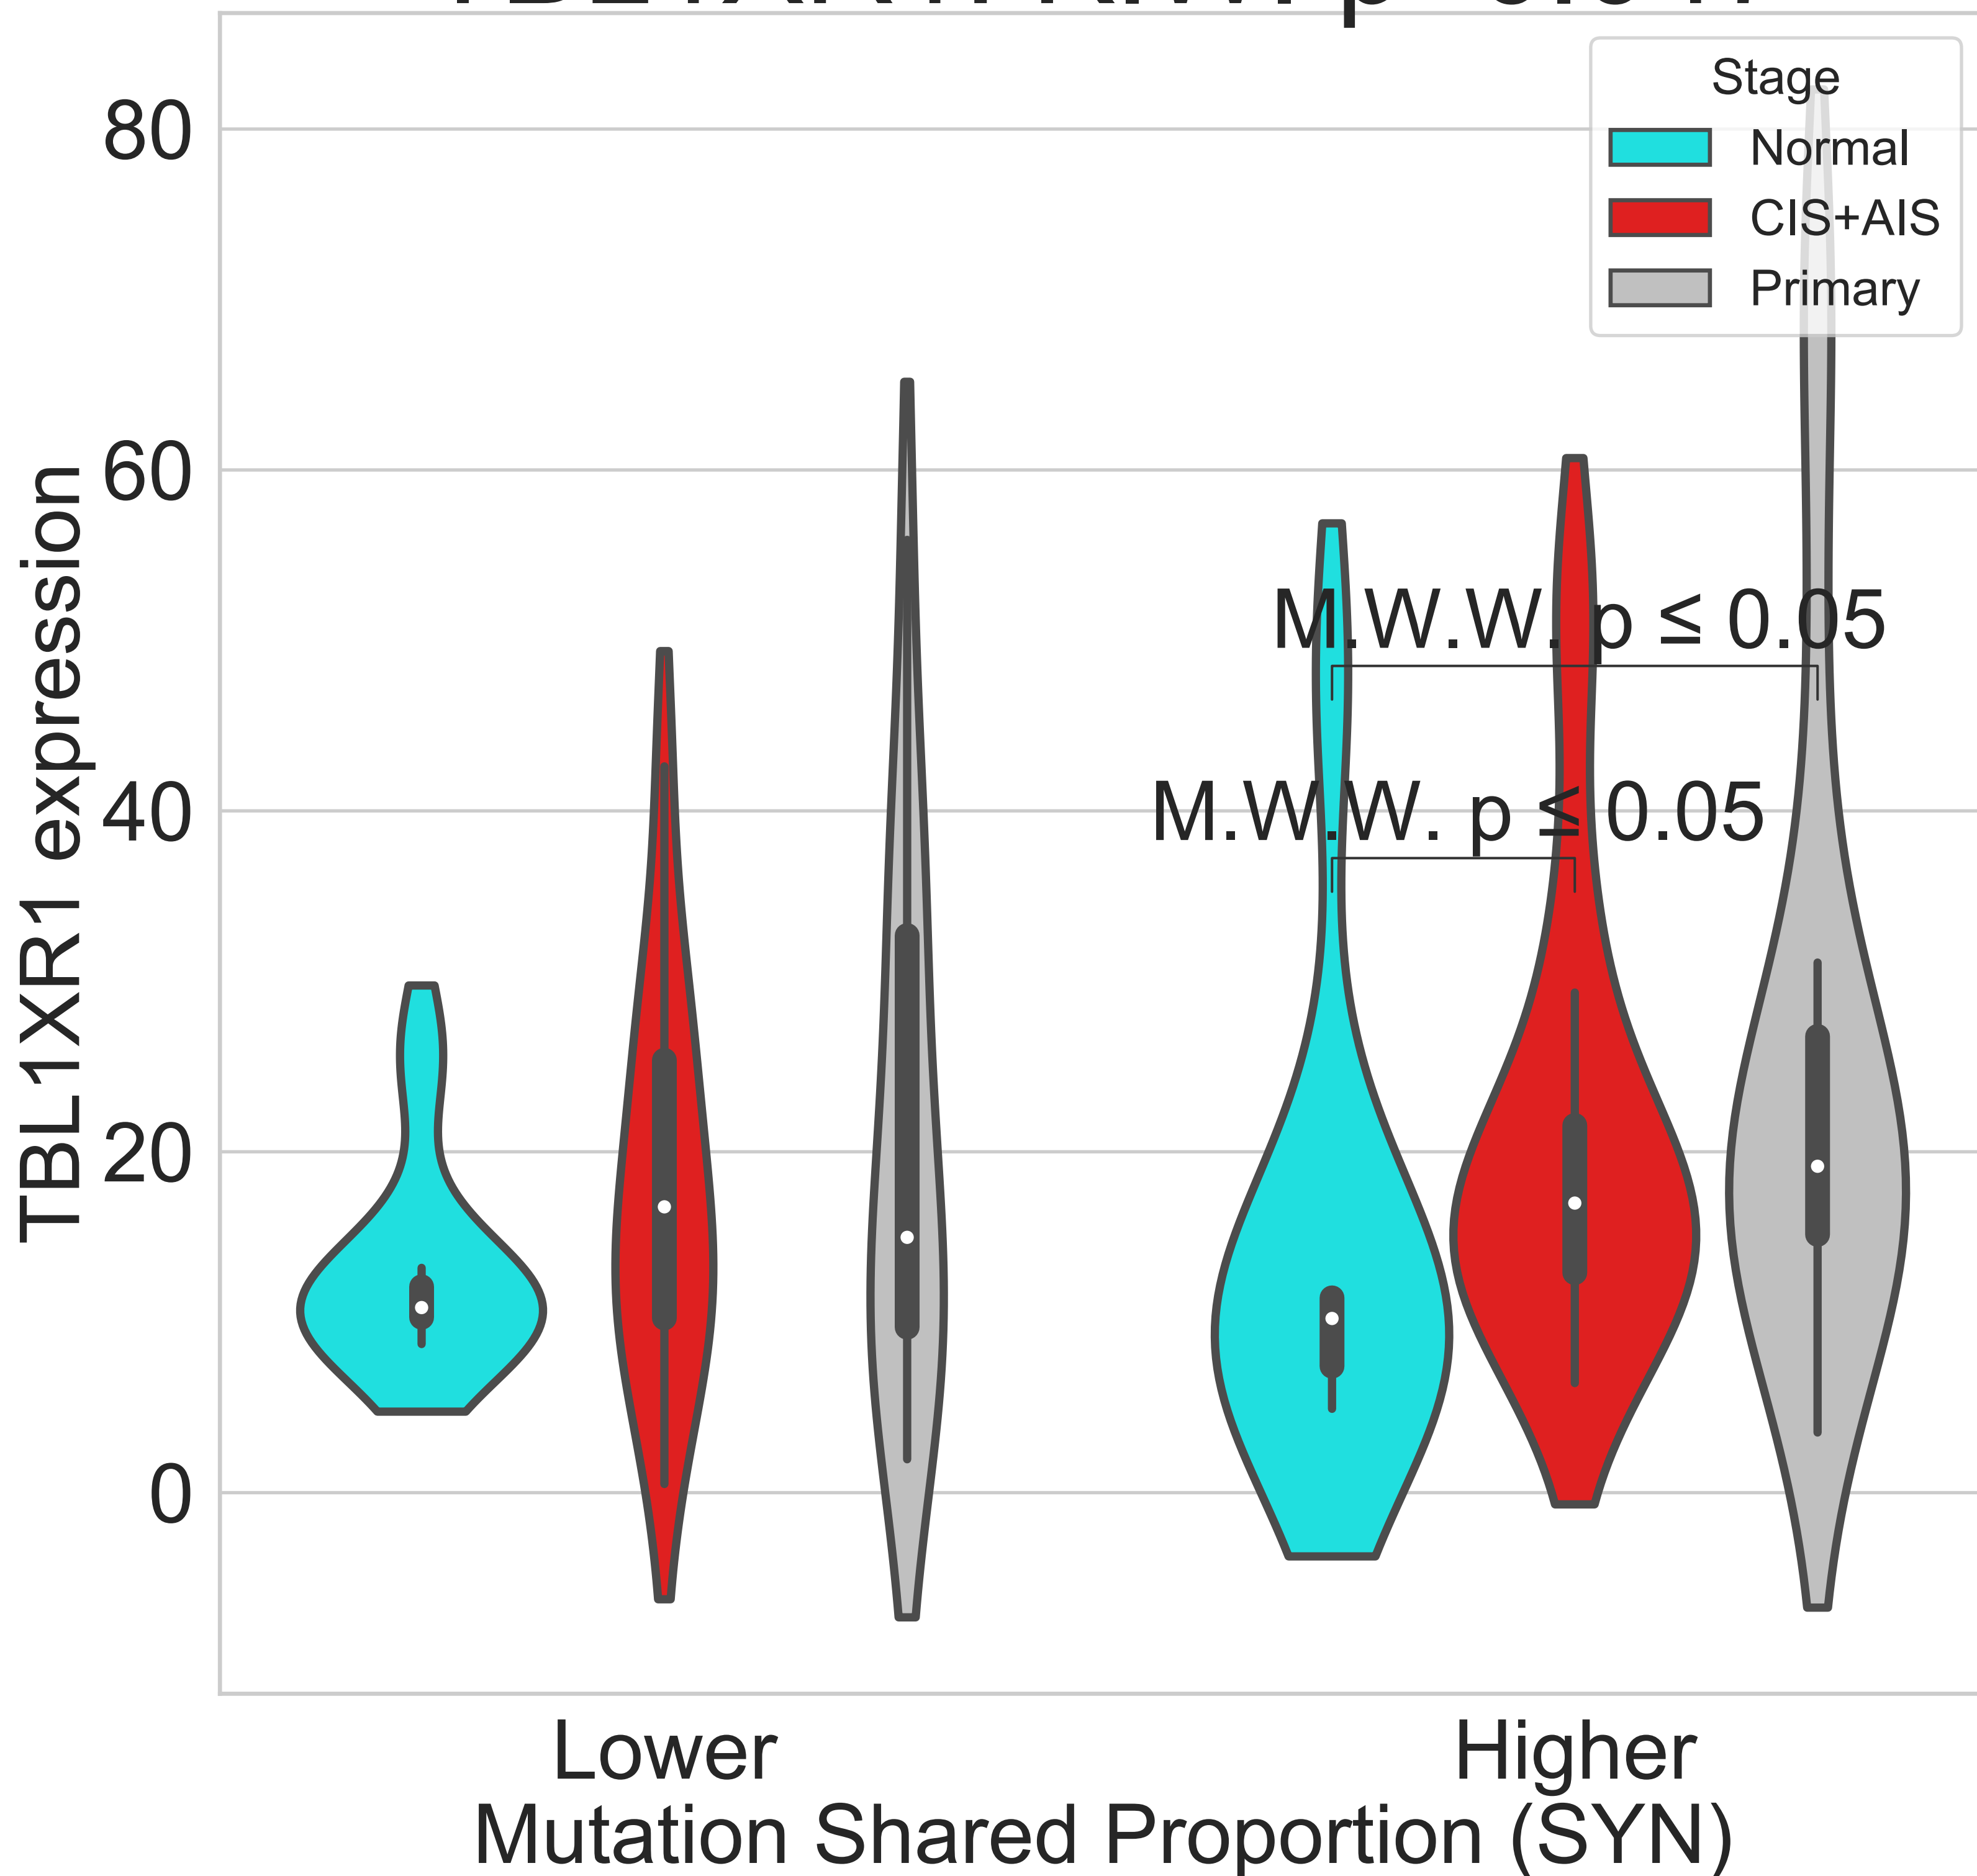 Stage
Normal
CIS+AIS
Primary
80
60
40
20
0
TBL1XR1 expression
M.W.W. p ≤ 0.05
M.W.W. p ≤ 0.05
Lower
Higher
Mutation Shared Proportion (SYN)